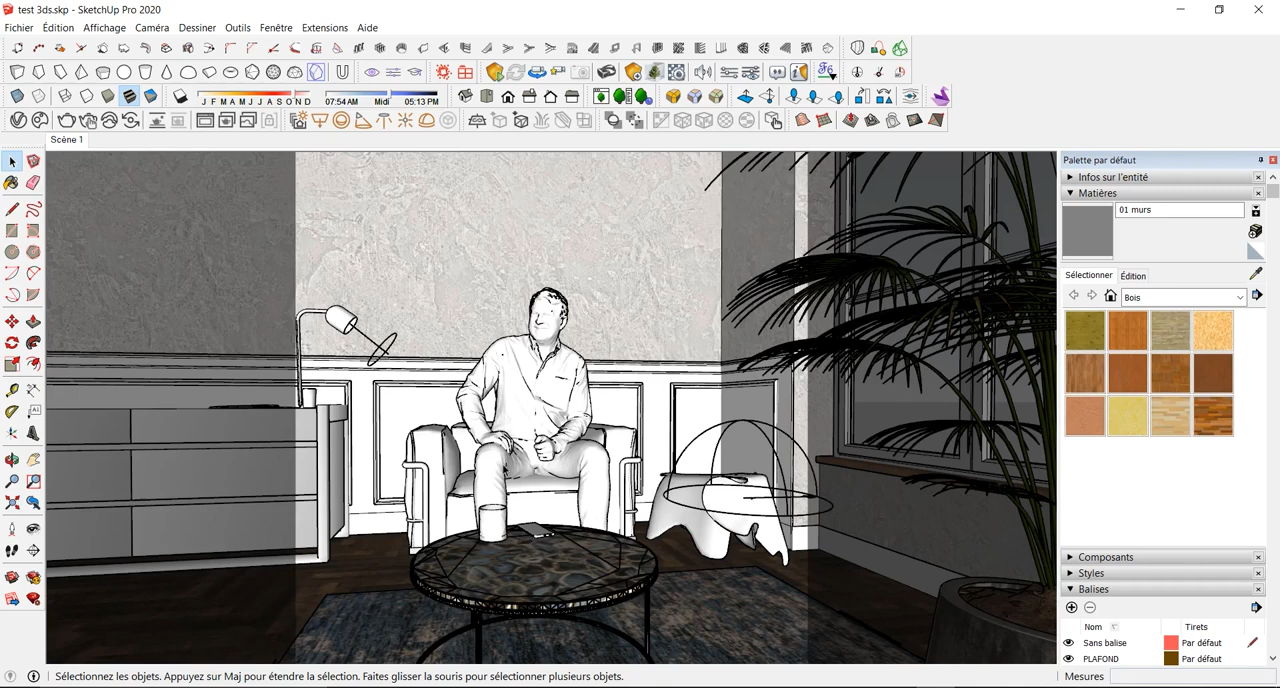 test 3ds.skp - SketchUp Pro 2020
Fichier Édition Affichage Caméra Dessiner Outils Fenêtre Extensions Aide
J F M A M J J A S O N D 07:54 AM Midi 05:13 PM
Scène 1
Palette par défaut
Infos sur l'entité
Matières
01 murs
Sélectionner Édition
Bois
Composants
Styles
Balises
Nom Tirets
Sans balise Par défaut
PLAFOND Par défaut
Sélectionnez les objets. Appuyez sur Maj pour étendre la sélection. Faites glisser la souris pour sélectionner plusieurs objets.
Mesures